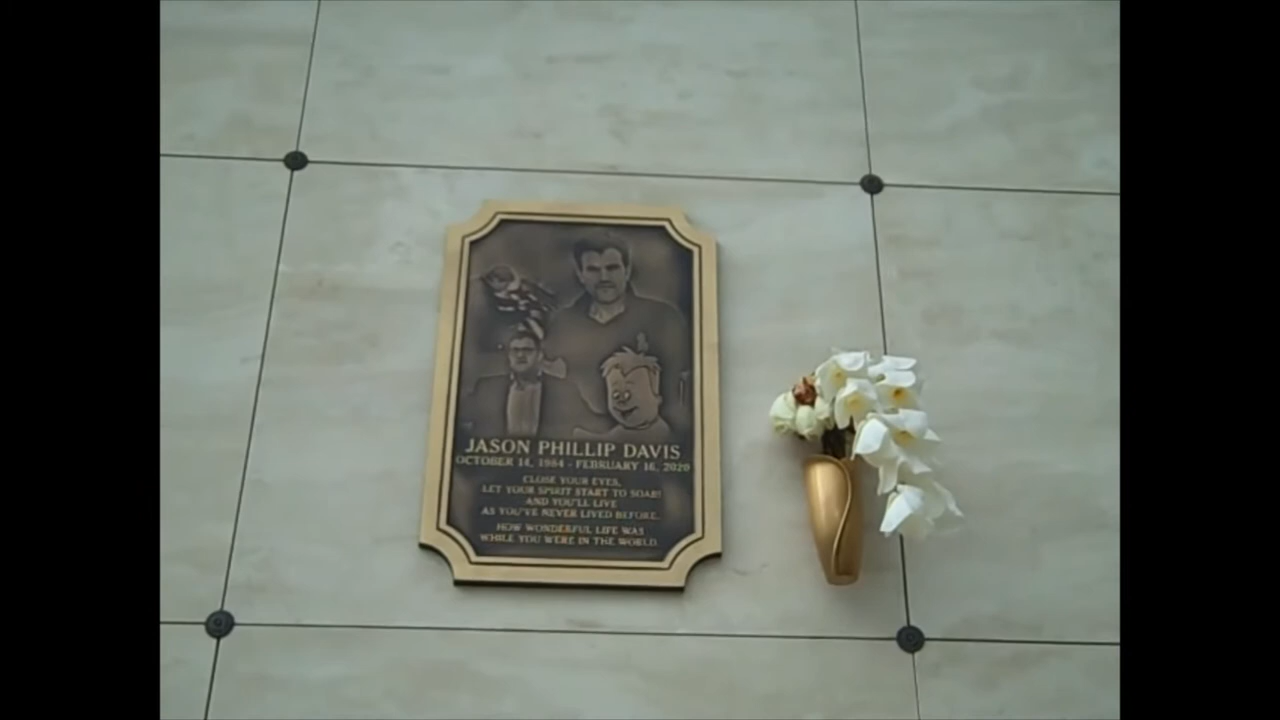 JASON PHILLIP DAVIS
OCTOBER 14, 1984 - FEBRUARY 16, 2020
CLOSE YOUR EYES,
LET YOUR SPIRIT START TO SOAR!
AND YOU'LL LIVE
AS YOU'VE NEVER LIVED BEFORE.
HOW WONDERFUL LIFE WAS
WHILE YOU WERE IN THE WORLD.